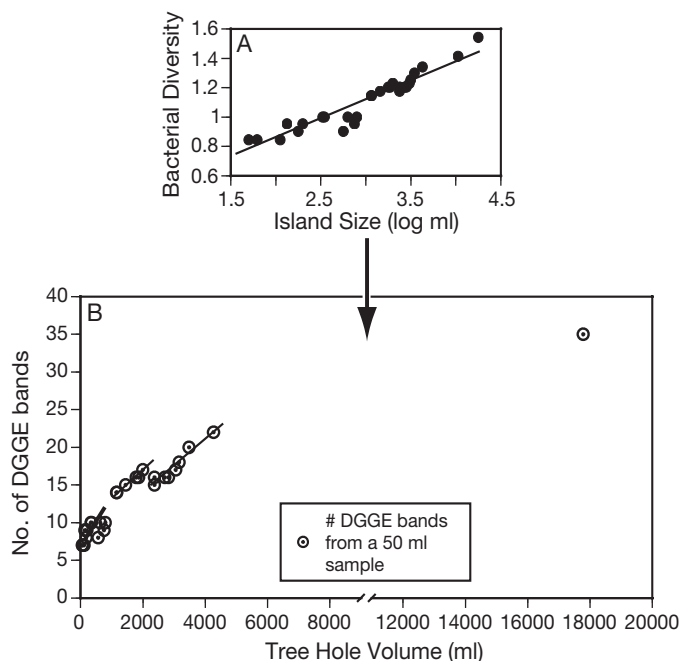 A
Bacterial Diversity
1.6
1.4
1.2
1
0.8
0.6
1.5
2.5
3.5
4.5
Island Size (log ml)
B
No. of DGGE bands
40
35
30
25
20
15
10
5
0
# DGGE bands
from a 50 ml
sample
0 2000 4000 6000 8000 12000 14000 16000 18000 20000
Tree Hole Volume (ml)